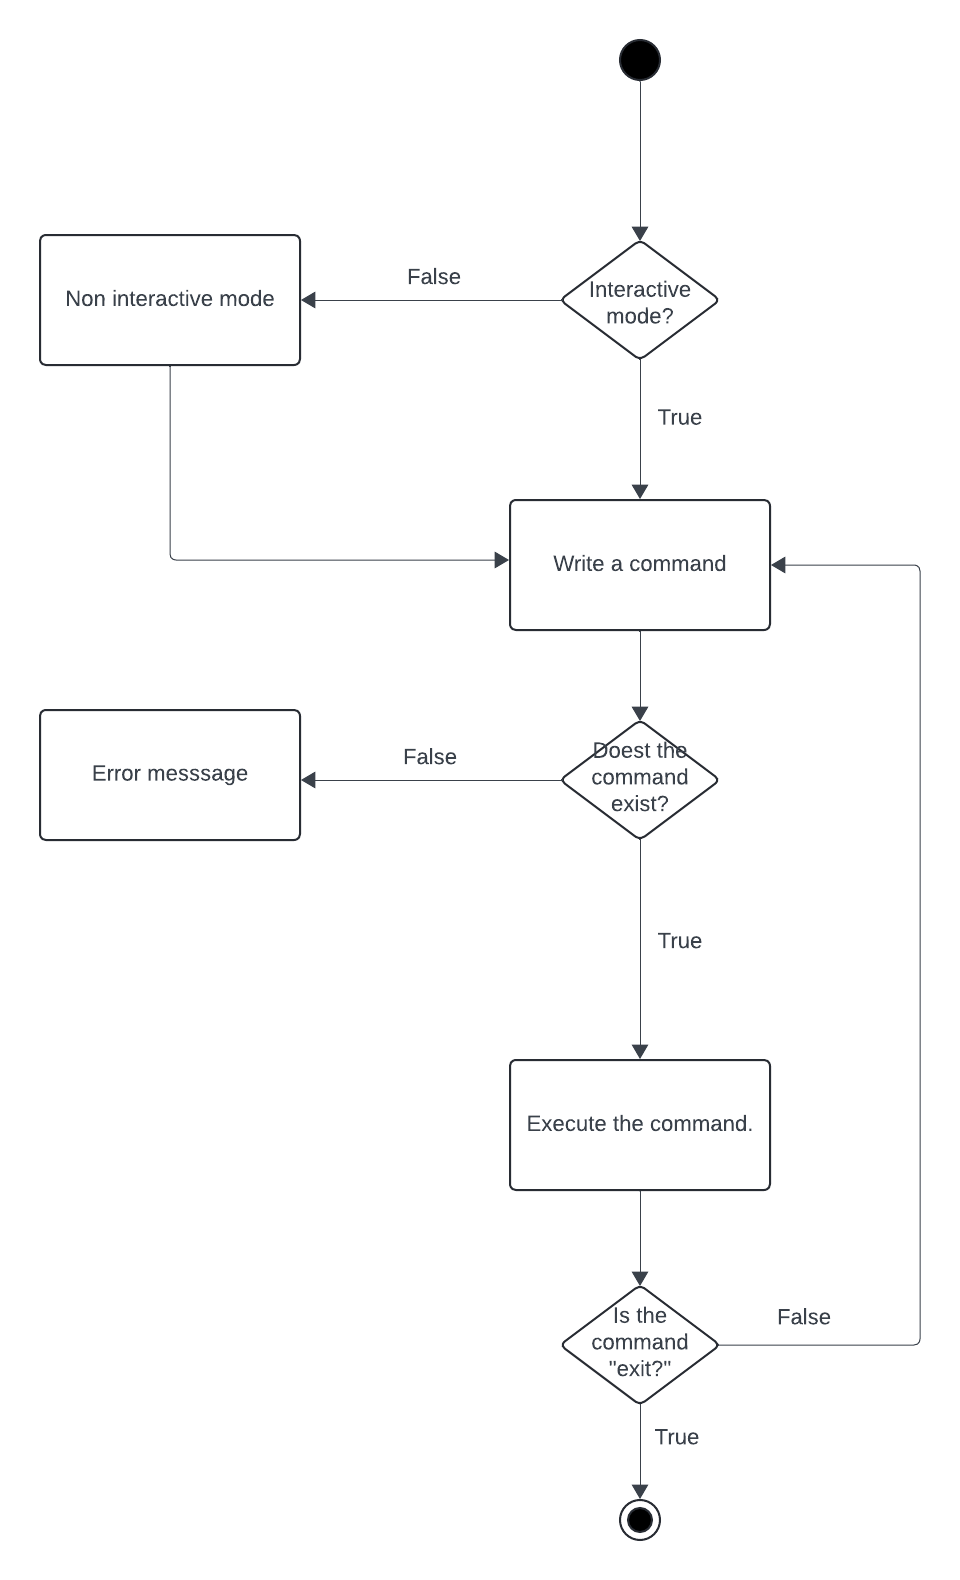 Interactive
mode?
False
Non interactive mode
True
Write a command
Doest the
command
exist?
False
Error messsage
True
Execute the command.
Is the
command
"exit?"
False
True